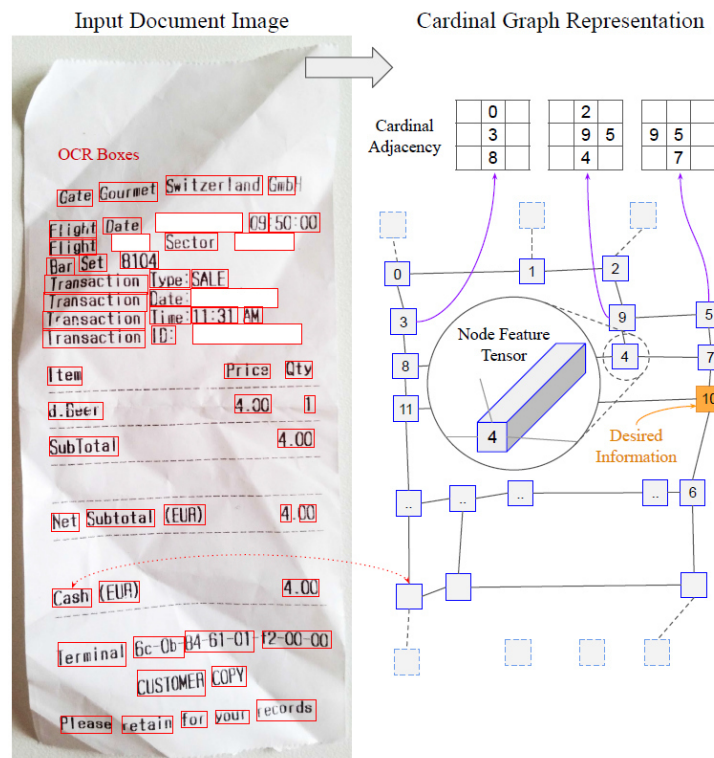 Input Document Image
Cardinal Graph Representation
OCR Boxes
Gate Gourmet Switzerland GmbH
Flight Date 09:50:00
Flight Sector
Bar Set 8104
Transaction Type: SALE
Transaction Date:
Transaction Time: 11:31 AM
Transaction ID:
Item Price Qty
d.Beer 4.00 1
SubTotal 4.00
Net Subtotal (EUR) 4.00
Cash (EUR) 4.00
Terminal 6c-0b-84-61-01-f2-00-00
CUSTOMER COPY
Please retain for your records
Cardinal
Adjacency
0
3
8
2
9 5
4
9 5
7
0 1 2
3 9 5
8 4 7
11 10
Node Feature
Tensor
4
Desired
Information
.. .. .. .. 6